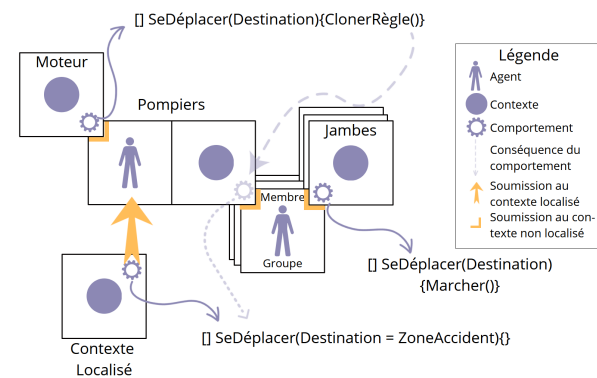 [] SeDéplacer(Destination){ClonerRègle()}
Moteur
Pompiers
Jambes
Membre
Groupe
[] SeDéplacer(Destination)
{Marcher()}
[] SeDéplacer(Destination = ZoneAccident){}
Contexte
Localisé
Légende
Agent
Contexte
Comportement
Conséquence du
comportement
Soumission au
contexte localisé
Soumission au con-
texte non localisé